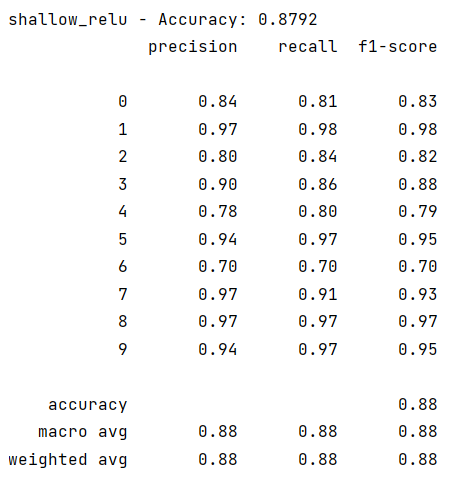 shallow_relu - Accuracy: 0.8792
precision recall f1-score
0 0.84 0.81 0.83
1 0.97 0.98 0.98
2 0.80 0.84 0.82
3 0.90 0.86 0.88
4 0.78 0.80 0.79
5 0.94 0.97 0.95
6 0.70 0.70 0.70
7 0.97 0.91 0.93
8 0.97 0.97 0.97
9 0.94 0.97 0.95
accuracy 0.88
macro avg 0.88 0.88 0.88
weighted avg 0.88 0.88 0.88